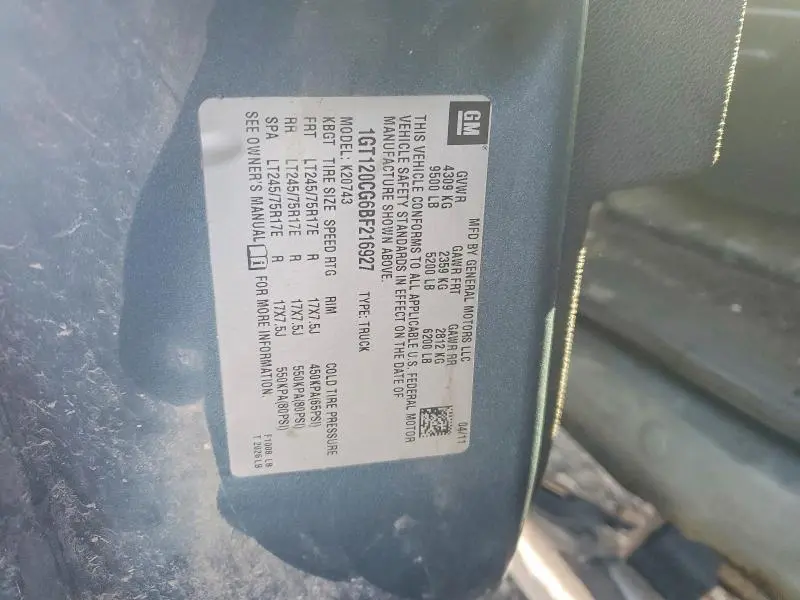 GM
MFD BY GENERAL MOTORS LLC 04/11
GVWR GAWR FRT GAWR RR
4309 KG 2359 KG 2812 KG
9500 LB 5200 LB 6200 LB
THIS VEHICLE CONFORMS TO ALL APPLICABLE U.S. FEDERAL MOTOR
VEHICLE SAFETY STANDARDS IN EFFECT ON THE DATE OF
MANUFACTURE SHOWN ABOVE.
1GT120CG6BF216927 TYPE: TRUCK
MODEL: K20743
KBGT TIRE SIZE SPEED RTG RIM COLD TIRE PRESSURE
FRT LT245/75R17E R 17X7.5J 450KPA(65PSI)
RR LT245/75R17E R 17X7.5J 550KPA(80PSI)
SPA LT245/75R17E R 17X7.5J 550KPA(80PSI)
SEE OWNER'S MANUAL FOR MORE INFORMATION.